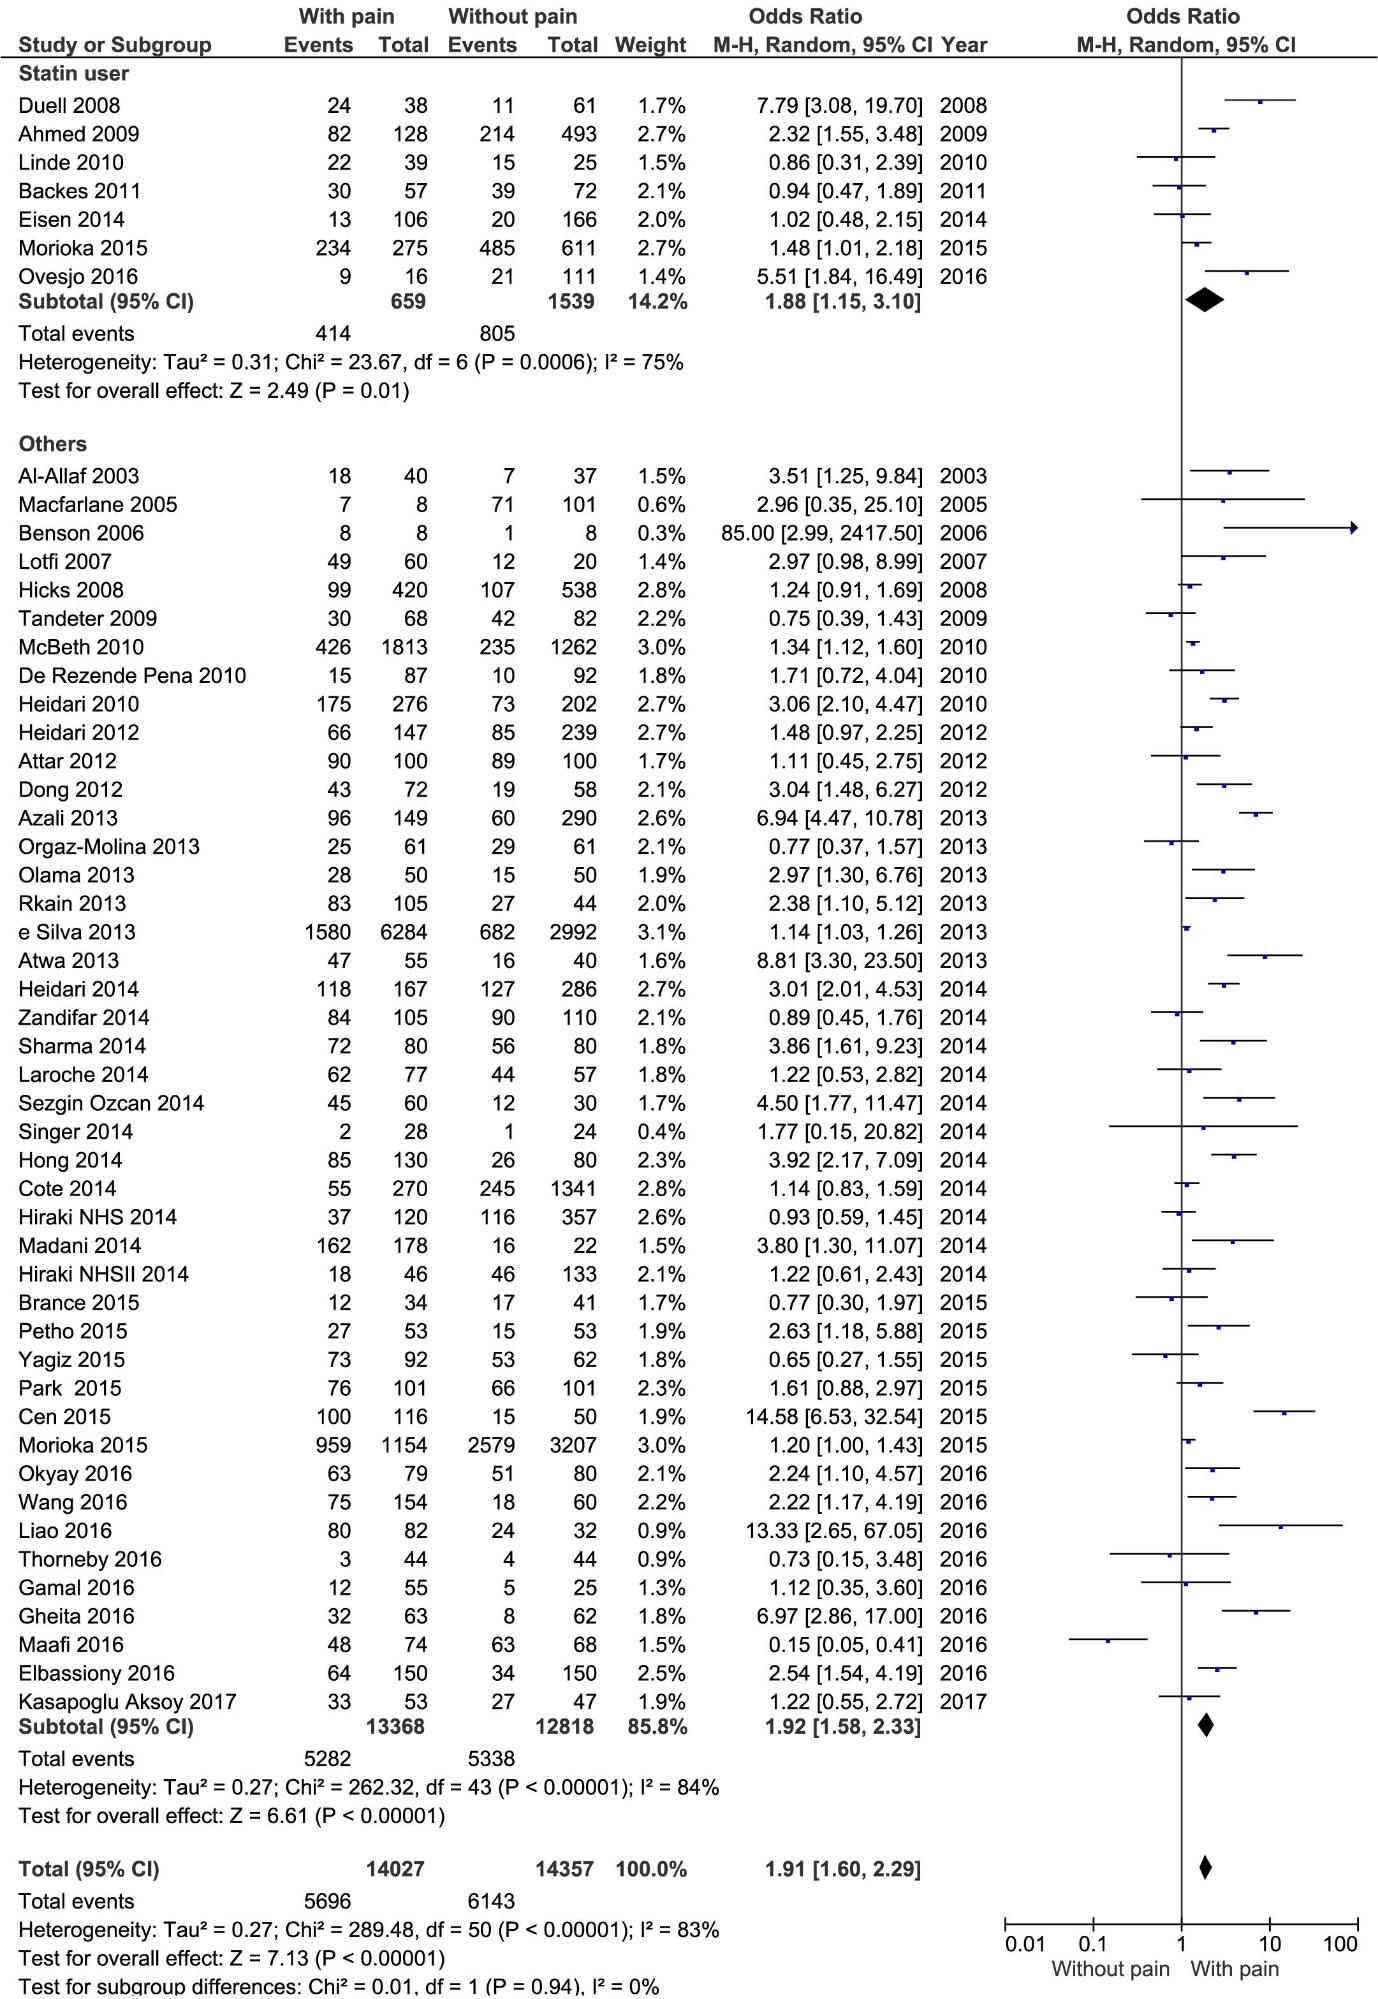 With pain Without pain Odds Ratio Odds Ratio
Study or Subgroup Events Total Events Total Weight M-H, Random, 95% CI Year M-H, Random, 95% CI
Statin user
Duell 2008 24 38 11 61 1.7% 7.79 [3.08, 19.70] 2008
Ahmed 2009 82 128 214 493 2.7% 2.32 [1.55, 3.48] 2009
Linde 2010 22 39 15 25 1.5% 0.86 [0.31, 2.39] 2010
Backes 2011 30 57 39 72 2.1% 0.94 [0.47, 1.89] 2011
Eisen 2014 13 106 20 166 2.0% 1.02 [0.48, 2.15] 2014
Morioka 2015 234 275 485 611 2.7% 1.48 [1.01, 2.18] 2015
Ovesjo 2016 9 16 21 111 1.4% 5.51 [1.84, 16.49] 2016
Subtotal (95% CI) 659 1539 14.2% 1.88 [1.15, 3.10]
Total events 414 805
Heterogeneity: Tau² = 0.31; Chi² = 23.67, df = 6 (P = 0.0006); I² = 75%
Test for overall effect: Z = 2.49 (P = 0.01)
Others
Al-Allaf 2003 18 40 7 37 1.5% 3.51 [1.25, 9.84] 2003
Macfarlane 2005 7 8 71 101 0.6% 2.96 [0.35, 25.10] 2005
Benson 2006 8 8 1 8 0.3% 85.00 [2.99, 2417.50] 2006
Lotfi 2007 49 60 12 20 1.4% 2.97 [0.98, 8.99] 2007
Hicks 2008 99 420 107 538 2.8% 1.24 [0.91, 1.69] 2008
Tandeter 2009 30 68 42 82 2.2% 0.75 [0.39, 1.43] 2009
McBeth 2010 426 1813 235 1262 3.0% 1.34 [1.12, 1.60] 2010
De Rezende Pena 2010 15 87 10 92 1.8% 1.71 [0.72, 4.04] 2010
Heidari 2010 175 276 73 202 2.7% 3.06 [2.10, 4.47] 2010
Heidari 2012 66 147 85 239 2.7% 1.48 [0.97, 2.25] 2012
Attar 2012 90 100 89 100 1.7% 1.11 [0.45, 2.75] 2012
Dong 2012 43 72 19 58 2.1% 3.04 [1.48, 6.27] 2012
Azali 2013 96 149 60 290 2.6% 6.94 [4.47, 10.78] 2013
Orgaz-Molina 2013 25 61 29 61 2.1% 0.77 [0.37, 1.57] 2013
Olama 2013 28 50 15 50 1.9% 2.97 [1.30, 6.76] 2013
Rkain 2013 83 105 27 44 2.0% 2.38 [1.10, 5.12] 2013
e Silva 2013 1580 6284 682 2992 3.1% 1.14 [1.03, 1.26] 2013
Atwa 2013 47 55 16 40 1.6% 8.81 [3.30, 23.50] 2013
Heidari 2014 118 167 127 286 2.7% 3.01 [2.01, 4.53] 2014
Zandifar 2014 84 105 90 110 2.1% 0.89 [0.45, 1.76] 2014
Sharma 2014 72 80 56 80 1.8% 3.86 [1.61, 9.23] 2014
Laroche 2014 62 77 44 57 1.8% 1.22 [0.53, 2.82] 2014
Sezgin Ozcan 2014 45 60 12 30 1.7% 4.50 [1.77, 11.47] 2014
Singer 2014 2 28 1 24 0.4% 1.77 [0.15, 20.82] 2014
Hong 2014 85 130 26 80 2.3% 3.92 [2.17, 7.09] 2014
Cote 2014 55 270 245 1341 2.8% 1.14 [0.83, 1.59] 2014
Hiraki NHS 2014 37 120 116 357 2.6% 0.93 [0.59, 1.45] 2014
Madani 2014 162 178 16 22 1.5% 3.80 [1.30, 11.07] 2014
Hiraki NHSII 2014 18 46 46 133 2.1% 1.22 [0.61, 2.43] 2014
Brance 2015 12 34 17 41 1.7% 0.77 [0.30, 1.97] 2015
Petho 2015 27 53 15 53 1.9% 2.63 [1.18, 5.88] 2015
Yagiz 2015 73 92 53 62 1.8% 0.65 [0.27, 1.55] 2015
Park 2015 76 101 66 101 2.3% 1.61 [0.88, 2.97] 2015
Cen 2015 100 116 15 50 1.9% 14.58 [6.53, 32.54] 2015
Morioka 2015 959 1154 2579 3207 3.0% 1.20 [1.00, 1.43] 2015
Okyay 2016 63 79 51 80 2.1% 2.24 [1.10, 4.57] 2016
Wang 2016 75 154 18 60 2.2% 2.22 [1.17, 4.19] 2016
Liao 2016 80 82 24 32 0.9% 13.33 [2.65, 67.05] 2016
Thorneby 2016 3 44 4 44 0.9% 0.73 [0.15, 3.48] 2016
Gamal 2016 12 55 5 25 1.3% 1.12 [0.35, 3.60] 2016
Gheita 2016 32 63 8 62 1.8% 6.97 [2.86, 17.00] 2016
Maafi 2016 48 74 63 68 1.5% 0.15 [0.05, 0.41] 2016
Elbassiony 2016 64 150 34 150 2.5% 2.54 [1.54, 4.19] 2016
Kasapoglu Aksoy 2017 33 53 27 47 1.9% 1.22 [0.55, 2.72] 2017
Subtotal (95% CI) 13368 12818 85.8% 1.92 [1.58, 2.33]
Total events 5282 5338
Heterogeneity: Tau² = 0.27; Chi² = 262.32, df = 43 (P < 0.00001); I² = 84%
Test for overall effect: Z = 6.61 (P < 0.00001)
Total (95% CI) 14027 14357 100.0% 1.91 [1.60, 2.29]
Total events 5696 6143
Heterogeneity: Tau² = 0.27; Chi² = 289.48, df = 50 (P < 0.00001); I² = 83%
Test for overall effect: Z = 7.13 (P < 0.00001)
Test for subgroup differences: Chi² = 0.01, df = 1 (P = 0.94), I² = 0%
0.01 0.1 1 10 100
Without pain With pain